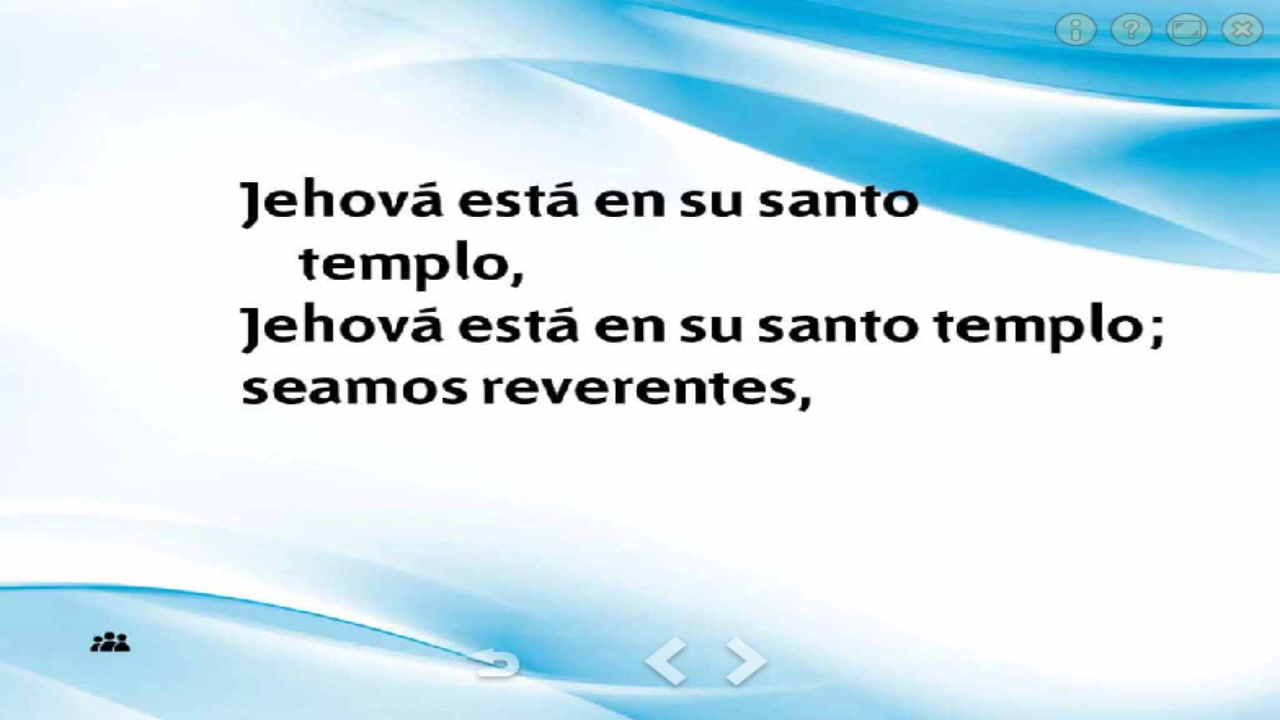 Jehová está en su santo
templo,
Jehová está en su santo templo;
seamos reverentes,